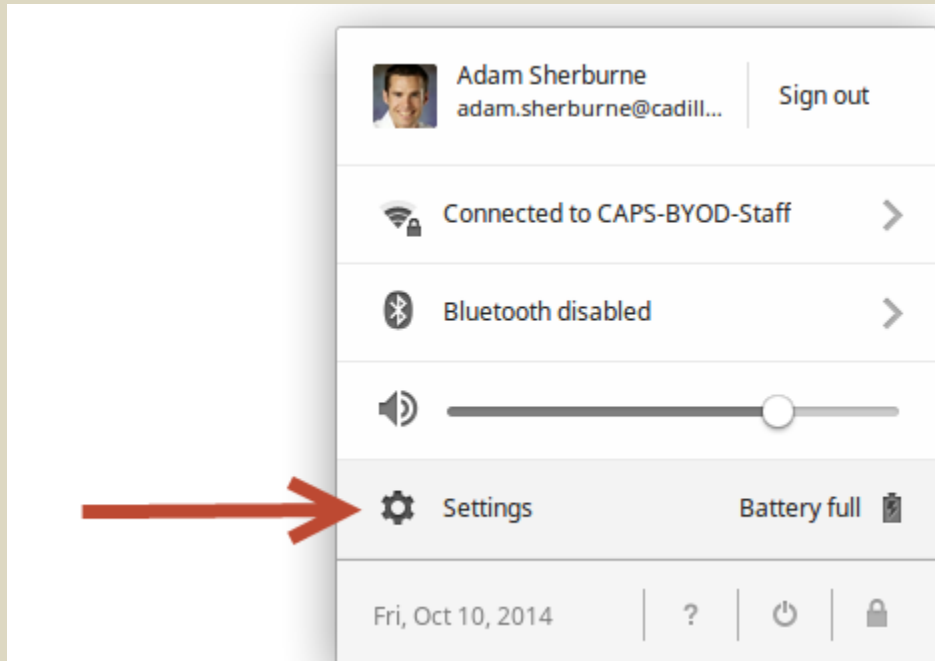 Adam Sherburne
adam.sherburne@cadill...
Sign out
Connected to CAPS-BYOD-Staff
Bluetooth disabled
Settings
Battery full
Fri, Oct 10, 2014
?